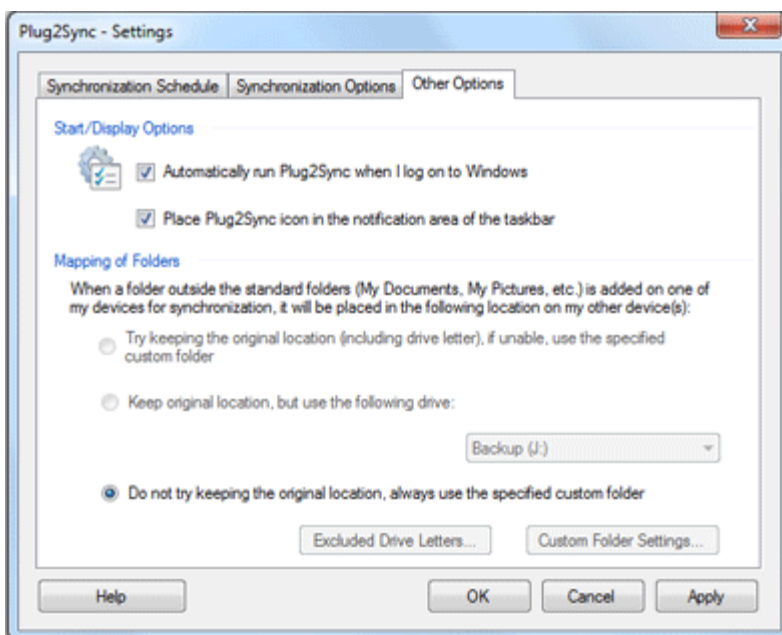 Plug2Sync - Settings
Synchronization Schedule Synchronization Options Other Options
Start/Display Options
Automatically run Plug2Sync when I log on to Windows
Place Plug2Sync icon in the notification area of the taskbar
Mapping of Folders
When a folder outside the standard folders (My Documents, My Pictures, etc.) is added on one of
my devices for synchronization, it will be placed in the following location on my other device(s):
Try keeping the original location (including drive letter), if unable, use the specified
custom folder
Keep original location, but use the following drive:
Backup (J:)
Do not try keeping the original location, always use the specified custom folder
Excluded Drive Letters... Custom Folder Settings...
Help OK Cancel Apply